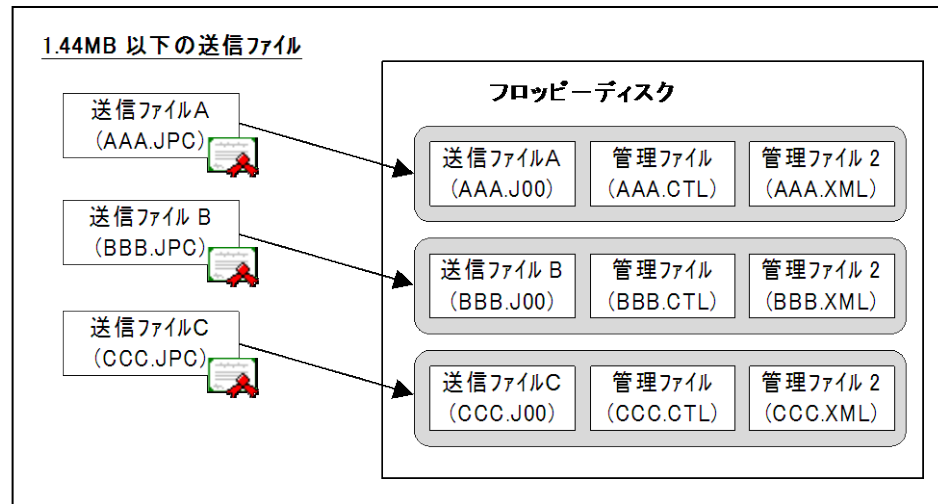 1.44MB 以下の送信ファイル
送信ファイルA
(AAA.JPC)
送信ファイル B
(BBB.JPC)
送信ファイルC
(CCC.JPC)
フロッピーディスク
送信ファイルA
(AAA.J00)
管理ファイル
(AAA.CTL)
管理ファイル 2
(AAA.XML)
送信ファイル B
(BBB.J00)
管理ファイル
(BBB.CTL)
管理ファイル 2
(BBB.XML)
送信ファイルC
(CCC.J00)
管理ファイル
(CCC.CTL)
管理ファイル 2
(CCC.XML)